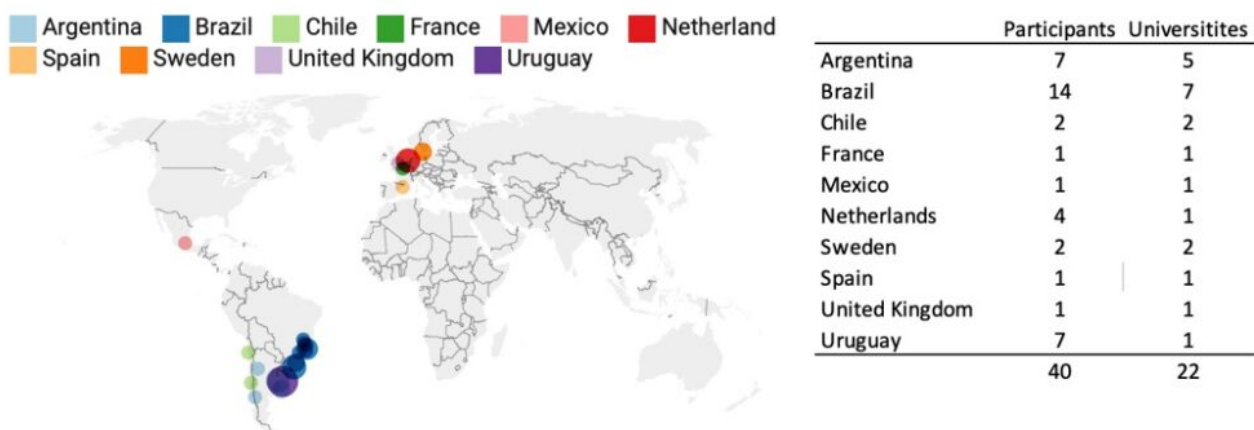 Argentina Brazil Chile France Mexico Netherland
Spain Sweden United Kingdom Uruguay
Participants Universitites
Argentina 7 5
Brazil 14 7
Chile 2 2
France 1 1
Mexico 1 1
Netherlands 4 1
Sweden 2 2
Spain 1 1
United Kingdom 1 1
Uruguay 7 1
40 22